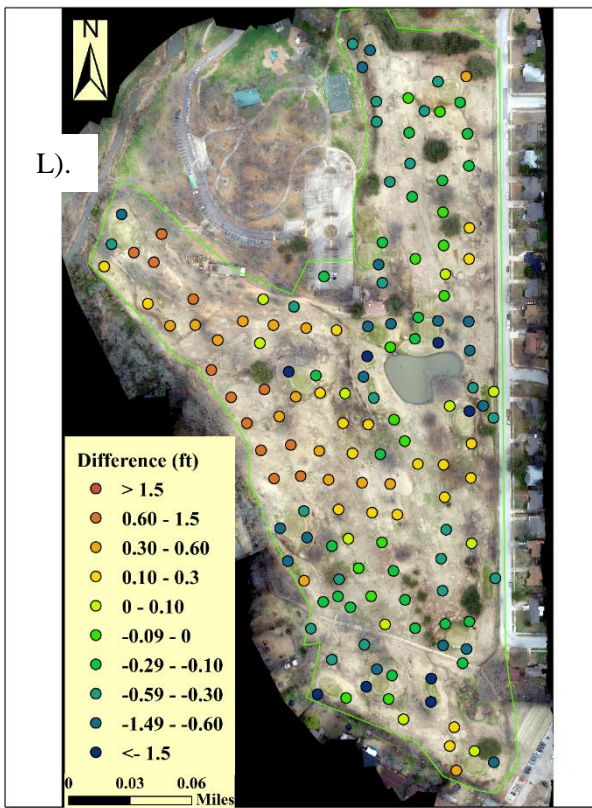 N
L).
Difference (ft)
> 1.5
0.60 - 1.5
0.30 - 0.60
0.10 - 0.3
0 - 0.10
-0.09 - 0
-0.29 - -0.10
-0.59 - -0.30
-1.49 - -0.60
<- 1.5
0 0.03 0.06
Miles